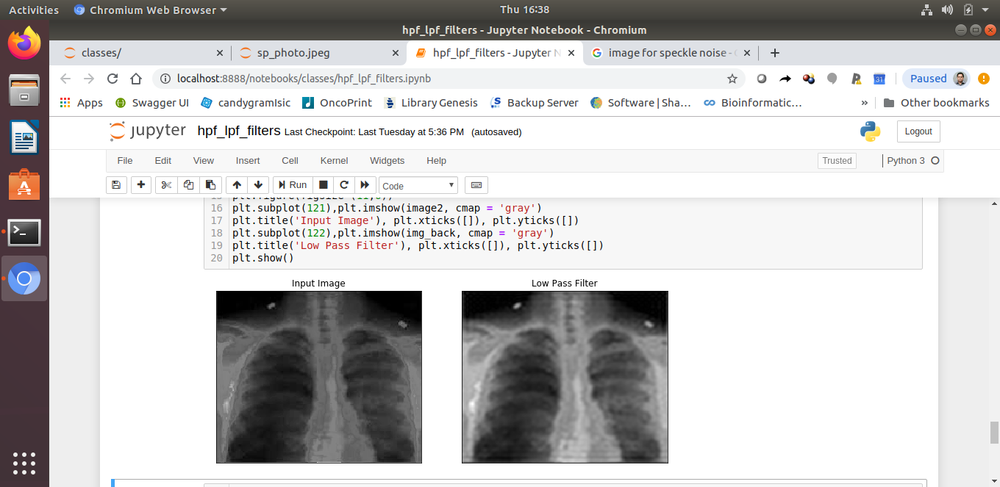 Activities Chromium Web Browser Thu 16:38
hpf_lpf_filters - Jupyter Notebook - Chromium
classes/ sp_photo.jpeg hpf_lpf_filters - Jupyter N image for speckle noise -
localhost:8888/notebooks/classes/hpf_lpf_filters.ipynb 31 Paused
Apps Swagger UI candygramIsic OncoPrint Library Genesis Backup Server Software | Sha... Bioinformatic... » Other bookmarks
jupyter hpf_lpf_filters Last Checkpoint: Last Tuesday at 5:36 PM (autosaved) Logout
File Edit View Insert Cell Kernel Widgets Help Trusted Python 3
Run Code
16 plt.subplot(121),plt.imshow(image2, cmap = 'gray')
17 plt.title('Input Image'), plt.xticks([]), plt.yticks([])
18 plt.subplot(122),plt.imshow(img_back, cmap = 'gray')
19 plt.title('Low Pass Filter'), plt.xticks([]), plt.yticks([])
20 plt.show()
Input Image Low Pass Filter